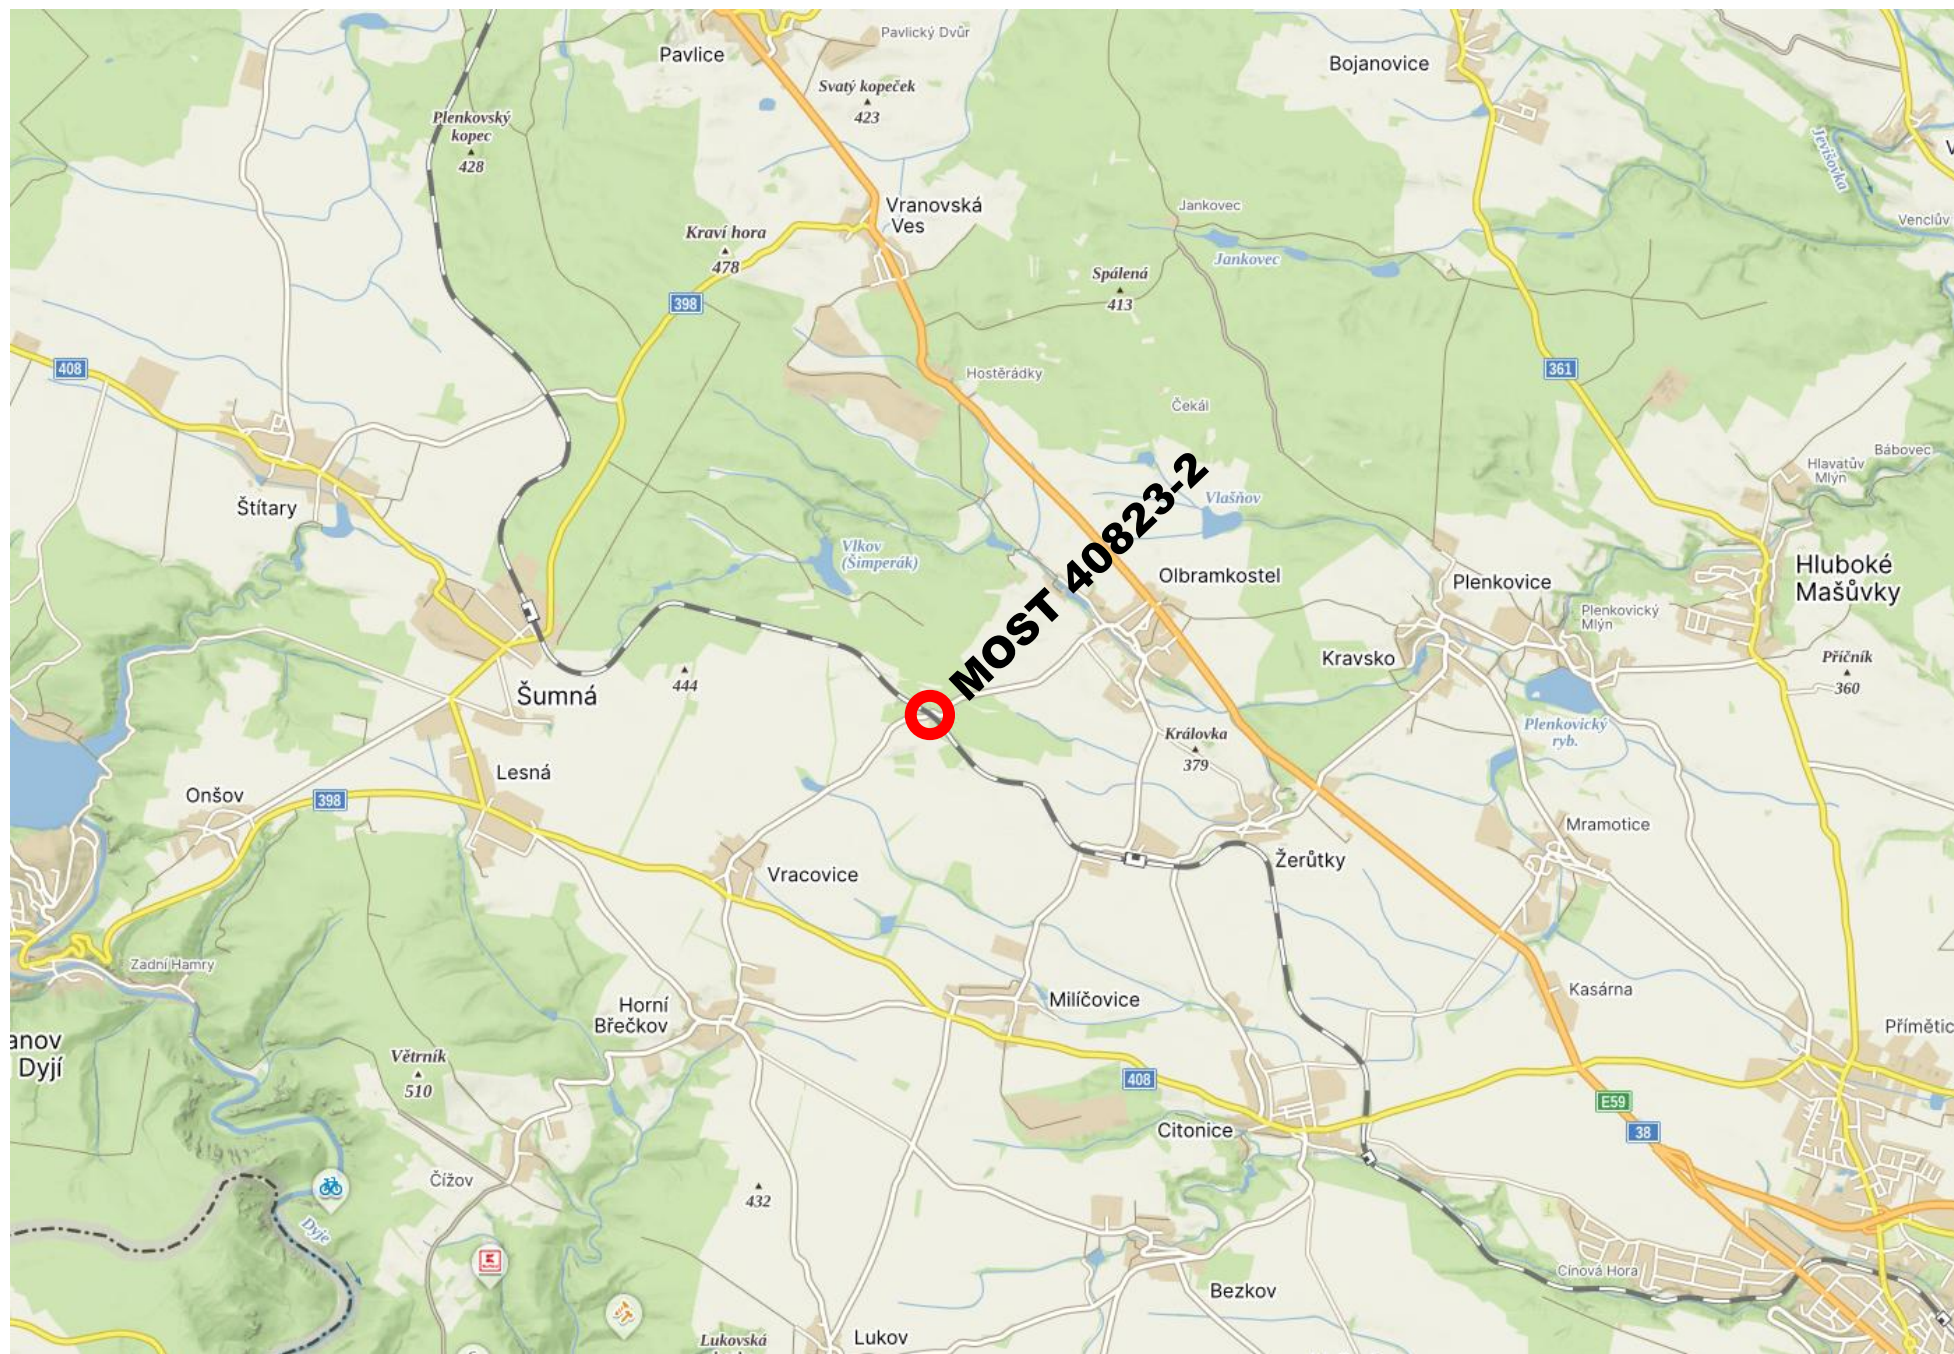 Pavlický Dvůr
Pavlice
Bojanovice
Svatý kopeček
423
Plenkovský
kopec
428
Jevišovka
Jankovec
Vranovská
Ves
Venclův
Kraví hora
478
Jankovec
Spálená
413
398
408
361
Hostěrádky
Čekál
Bábovec
Hlavatův
Mlýn
Štítary
Vlašňov
MOST 40823-2
Vlkov
(Šimperák)
Olbramkostel
Plenkovice
Hluboké
Mašůvky
Plenkovický
Mlýn
Kravsko
Příčník
360
444
Šumná
Plenkovický
ryb.
Královka
379
Lesná
Onšov
398
Mramotice
Žerůtky
Vracovice
Zadní Hamry
Kasárna
Milíčovice
Horní
Břečkov
Přímětic
anov
Dyjí
Větrník
510
408
E59
38
Citonice
Čížov
432
Dyje
Cínová Hora
Bezkov
Lukov
Lukovská